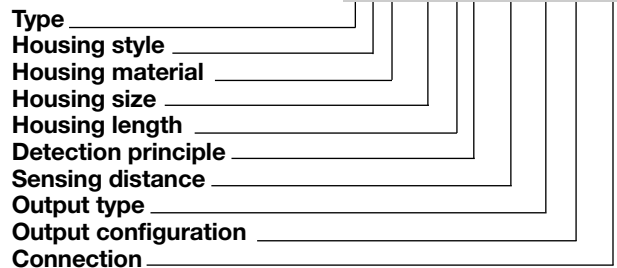 Type
Housing style
Housing material
Housing size
Housing length
Detection principle
Sensing distance
Output type
Output configuration
Connection